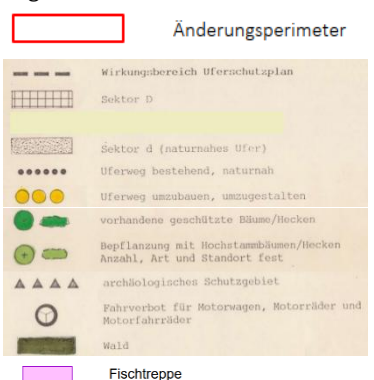 Änderungsperimeter
Wirkungsbereich Uferschutzplan
Sektor D
Sektor d (naturnahes Ufer)
Uferweg bestehend, naturnah
Uferweg umzubauen, umzugestalten
vorhandene geschützte Bäume/Hecken
Bepflanzung mit Hochstammbäumen/Hecken
Anzahl, Art und Standort fest
archäologisches Schutzgebiet
Fahrverbot für Motorwagen, Motorräder und
Motorfahrräder
Wald
Fischtreppe